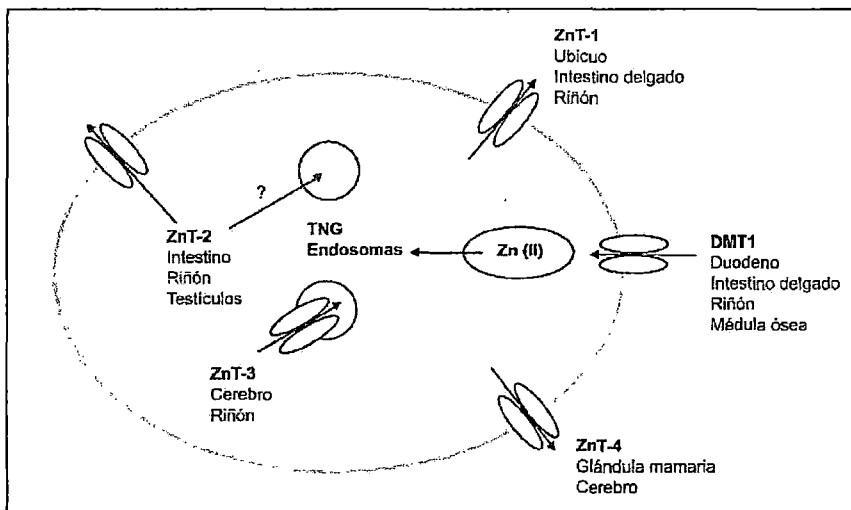 ZnT-1
Ubicuo
Intestino delgado
Riñón
?
ZnT-2
Intestino
Riñón
Testículos
TNG
Endosomas
Zn (II)
DMT1
Duodeno
Intestino delgado
Riñón
Médula ósea
ZnT-3
Cerebro
Riñón
ZnT-4
Glándula mamaria
Cerebro